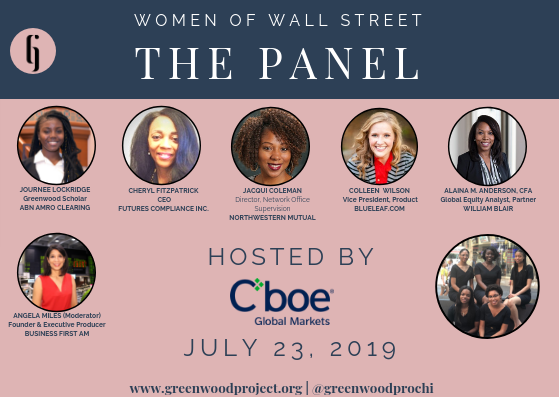 WOMEN OF WALL STREET
THE PANEL
JOURNEE LOCKRIDGE
Greenwood Scholar
ABN AMRO CLEARING
CHERYL FITZPATRICK
CEO
FUTURES COMPLIANCE INC.
JACQUI COLEMAN
Director, Network Office
Supervision
NORTHWESTERN MUTUAL
COLLEEN WILSON
Vice President, Product
BLUELEAF.COM
ALAINA M. ANDERSON, CFA
Global Equity Analyst, Partner
WILLIAM BLAIR
ANGELA MILES (Moderator)
Founder & Executive Producer
BUSINESS FIRST AM
HOSTED BY
Cboe®
Global Markets
JULY 23, 2019
www.greenwoodproject.org | @greenwoodprochi